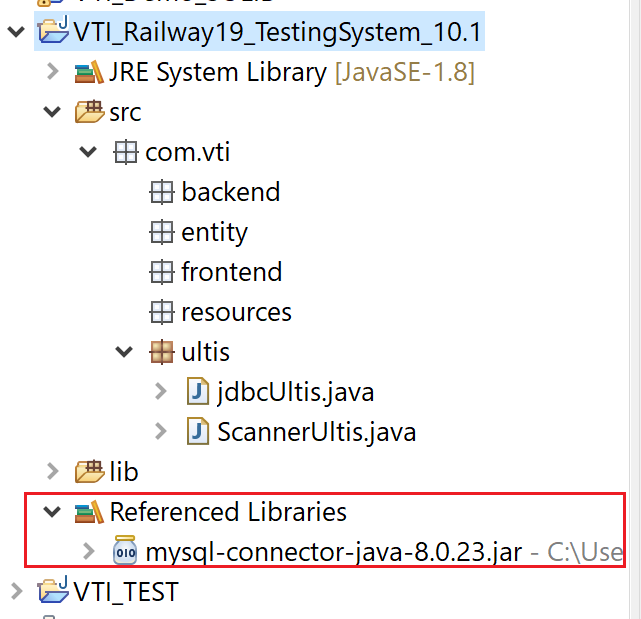 VTI_Railway19_TestingSystem_10.1
JRE System Library [JavaSE-1.8]
src
com.vti
backend
entity
frontend
resources
ultis
jdbcUltis.java
ScannerUltis.java
lib
Referenced Libraries
mysql-connector-java-8.0.23.jar - C:\Use
VTI_TEST